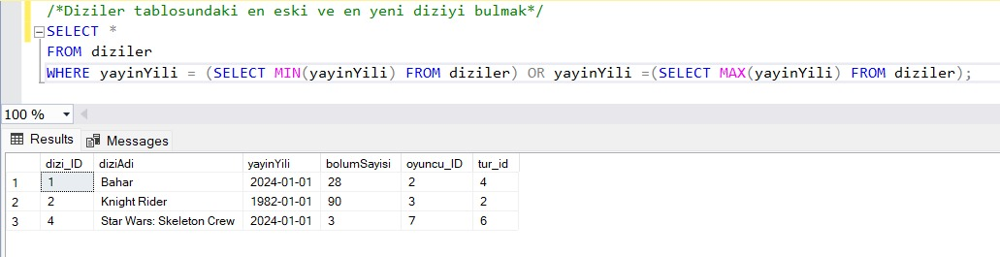 /*Diziler tablosundaki en eski ve en yeni diziyi bulmak*/
SELECT *
FROM diziler
WHERE yayinYili = (SELECT MIN(yayinYili) FROM diziler) OR yayinYili =(SELECT MAX(yayinYili) FROM diziler);
100 %
Results Messages
dizi_ID diziAdi yayinYili bolumSayisi oyuncu_ID tur_id
1 1 Bahar 2024-01-01 28 2 4
2 2 Knight Rider 1982-01-01 90 3 2
3 4 Star Wars: Skeleton Crew 2024-01-01 3 7 6